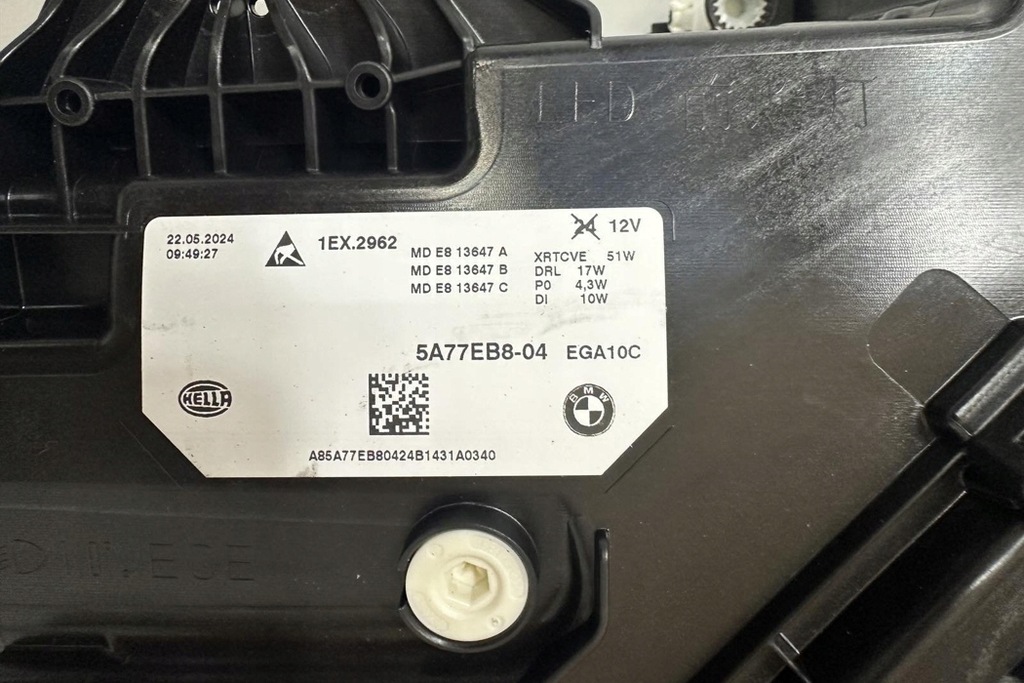 LED
22.05.2024
09:49:27
1EX.2962
MD E8 13647 A
MD E8 13647 B
MD E8 13647 C
24 12V
XRTCVE 51W
DRL 17W
P0 4,3W
DI 10W
5A77EB8-04 EGA10C
HELLA
BMW
A85A77EB80424B1431A0340
ECE